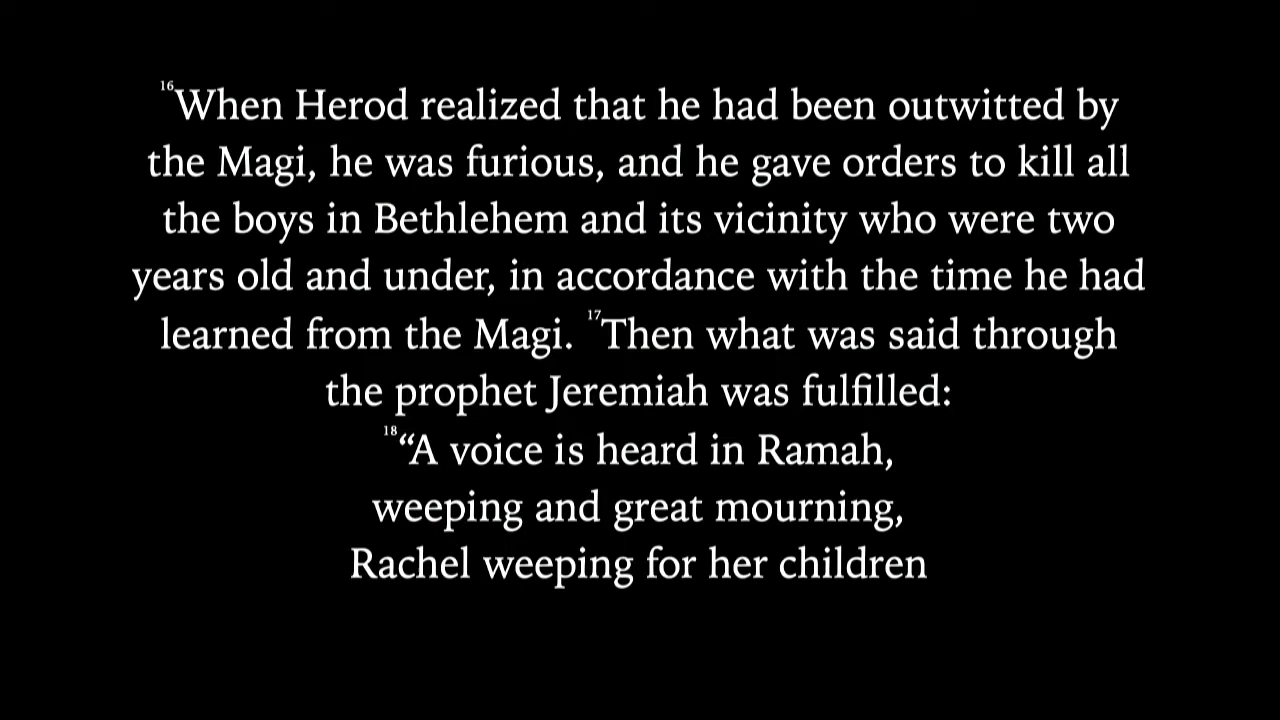 16When Herod realized that he had been outwitted by
the Magi, he was furious, and he gave orders to kill all
the boys in Bethlehem and its vicinity who were two
years old and under, in accordance with the time he had
learned from the Magi. 17Then what was said through
the prophet Jeremiah was fulfilled:
18“A voice is heard in Ramah,
weeping and great mourning,
Rachel weeping for her children